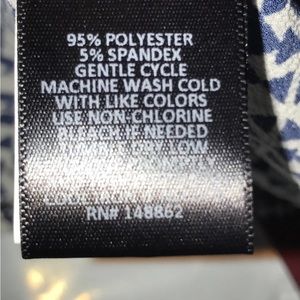 95% POLYESTER
5% SPANDEX
GENTLE CYCLE
MACHINE WASH COLD
WITH LIKE COLORS
USE NON-CHLORINE
BLEACH IF NEEDED
DRY LOW
RN# 148862